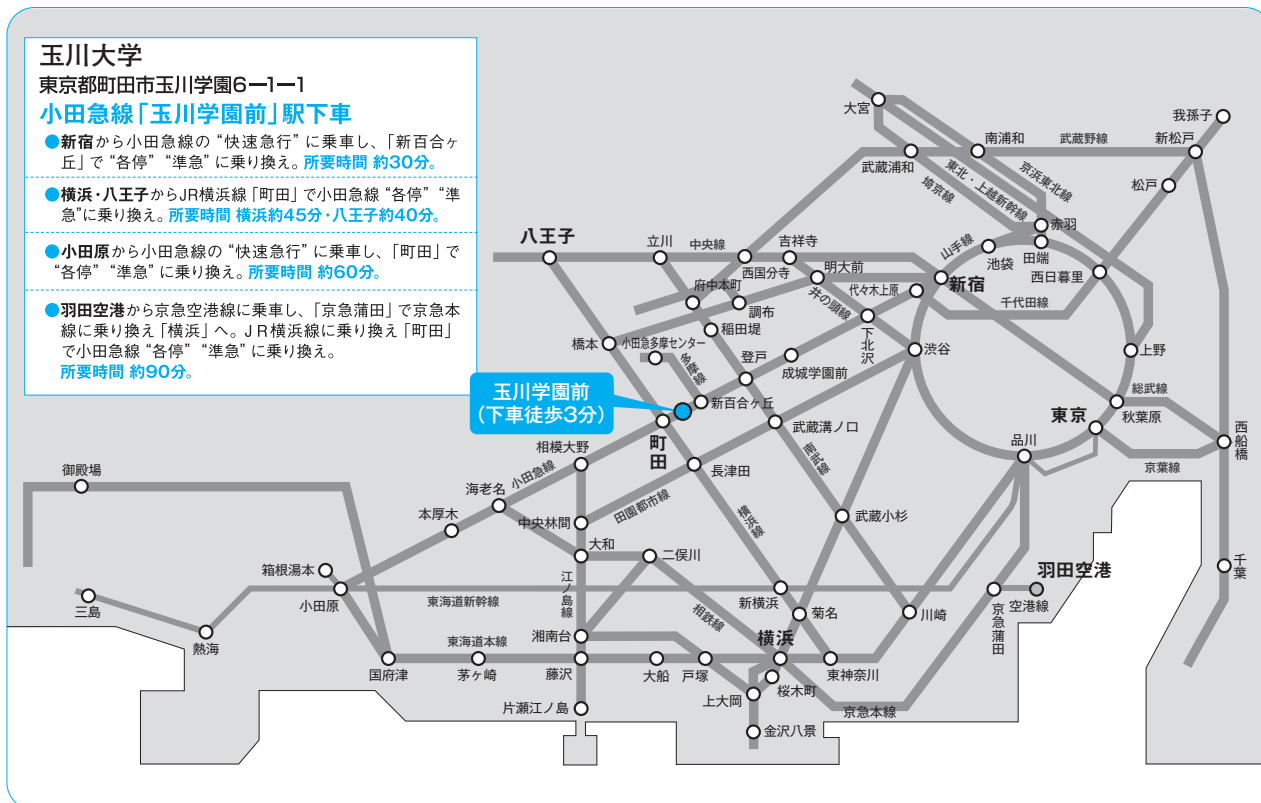 玉川大学
東京都町田市玉川学園6ー1ー1
小田急線「玉川学園前」駅下車
●新宿から小田急線の“快速急行”に乗車し、「新百合ヶ
丘」で“各停”“準急”に乗り換え。所要時間 約30分。
●横浜・八王子からJR横浜線「町田」で小田急線“各停”“準
急”に乗り換え。所要時間 横浜約45分・八王子約40分。
●小田原から小田急線の“快速急行”に乗車し、「町田」で
“各停”“準急”に乗り換え。所要時間 約60分。
●羽田空港から京急空港線に乗車し、「京急蒲田」で京急本
線に乗り換え「横浜」へ。JR横浜線に乗り換え「町田」
で小田急線“各停”“準急”に乗り換え。
所要時間 約90分。
大宮
我孫子
南浦和
武蔵野線
新松戸
武蔵浦和
東北・上越新幹線
京浜東北線
埼京線
松戸
赤羽
八王子
立川
中央線
吉祥寺
山手線
池袋
田端
西国分寺
明大前
西日暮里
新宿
府中本町
代々木上原
井の頭線
千代田線
調布
稲田堤
下北沢
橋本
小田急多摩センター
渋谷
上野
多摩線
登戸
成城学園前
玉川学園前
(下車徒歩3分)
新百合ヶ丘
総武線
秋葉原
東京
町田
武蔵溝ノ口
品川
西船橋
相模大野
南武線
京葉線
御殿場
小田急線
長津田
海老名
田園都市線
本厚木
中央林間
横浜線
武蔵小杉
大和
二俣川
箱根湯本
羽田空港
千葉
小田原
東海道新幹線
江ノ島線
新横浜
空港線
三島
相鉄線
菊名
川崎
京急蒲田
熱海
東海道本線
湘南台
横浜
国府津
茅ヶ崎
藤沢
大船
戸塚
東神奈川
桜木町
上大岡
片瀬江ノ島
京急本線
金沢八景